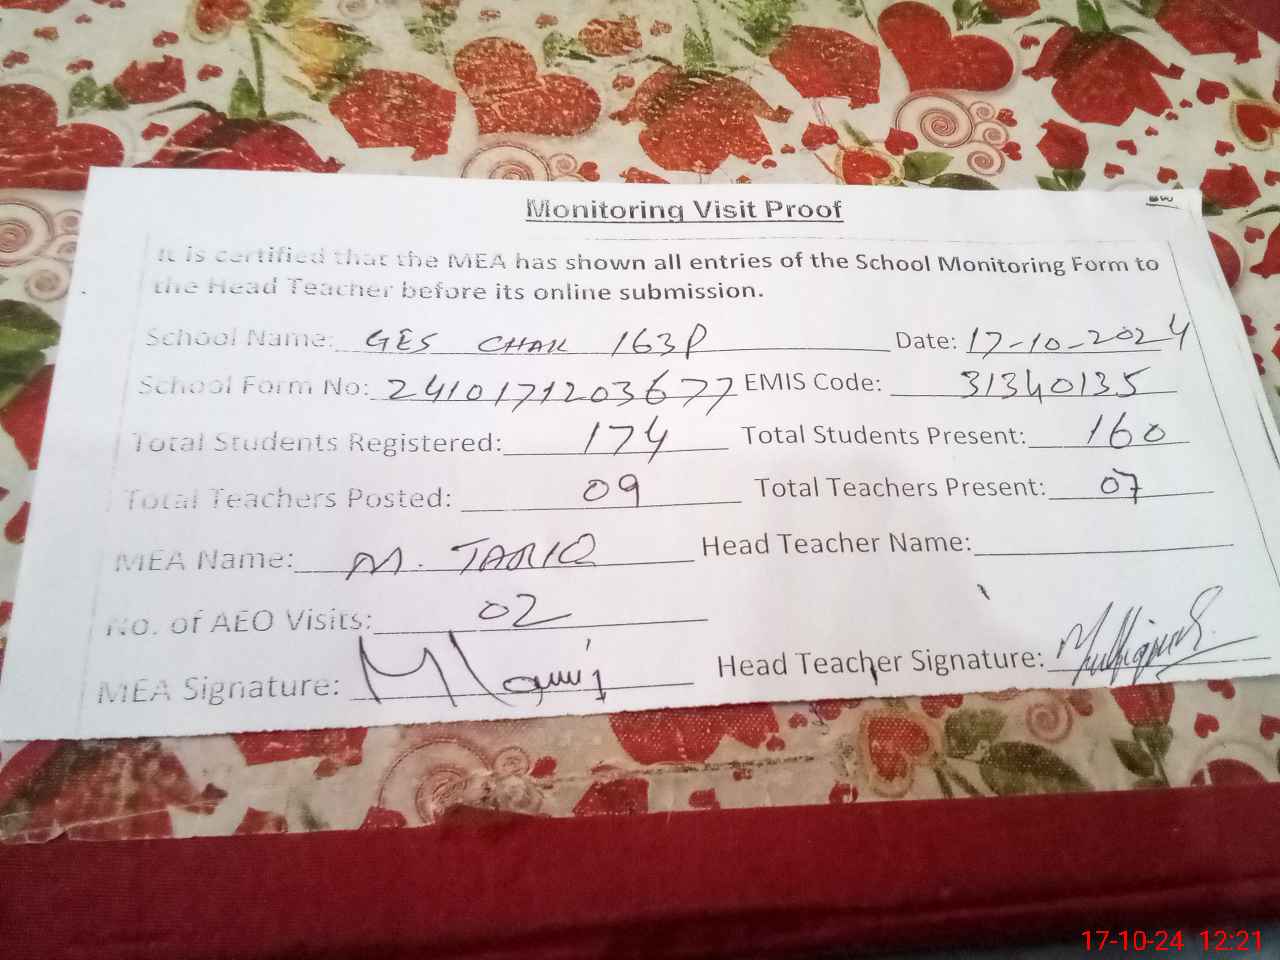 Monitoring Visit Proof
It is certified that the MEA has shown all entries of the School Monitoring Form to
the Head Teacher before its online submission.
School Name: GES CHAK 163P Date: 17-10-2024
School Form No: 2410171203677 EMIS Code: 31340135
Total Students Registered: 174 Total Students Present: 160
Total Teachers Posted: 09 Total Teachers Present: 07
MEA Name: M. TARIQ Head Teacher Name:
No. of AEO Visits: 02
MEA Signature: Head Teacher Signature:
17-10-24 12:21